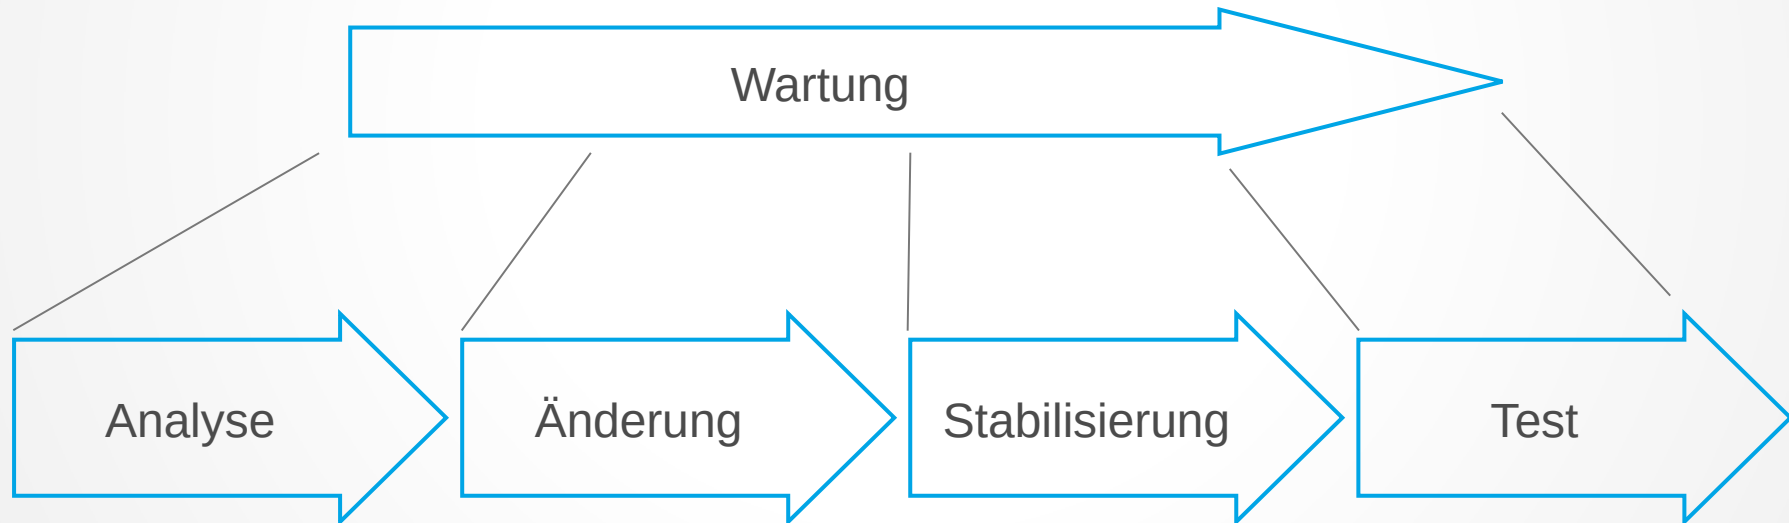 Wartung
Analyse
Änderung
Stabilisierung
Test